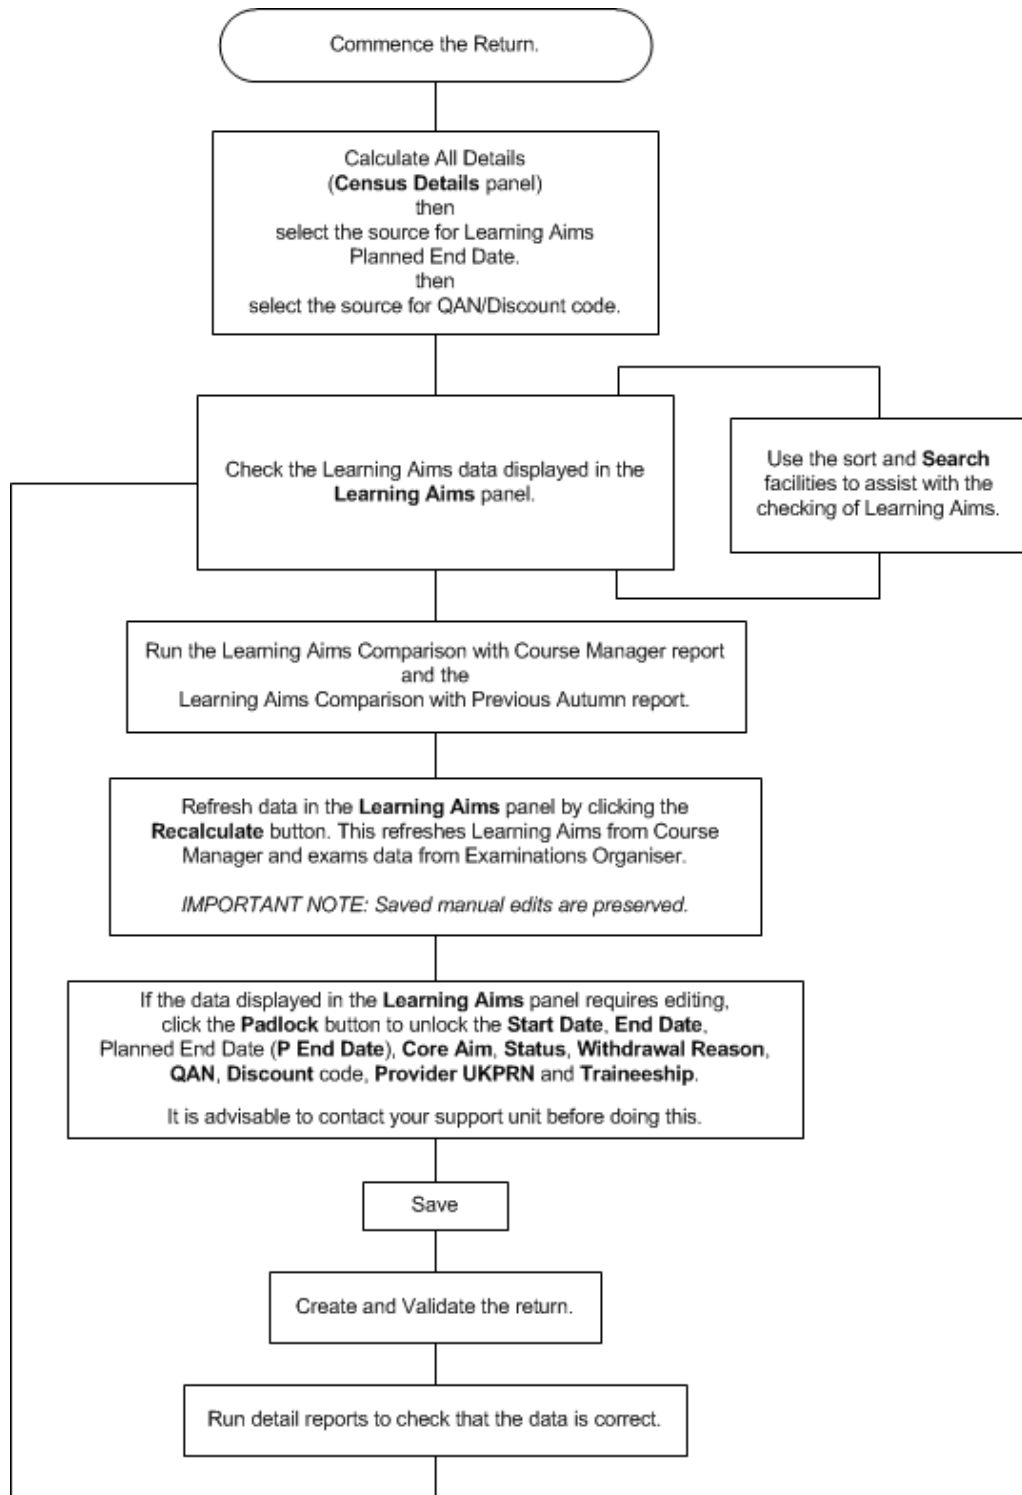 Commence the Return.
Calculate All Details
(Census Details panel)
then
select the source for Learning Aims
Planned End Date.
then
select the source for QAN/Discount code.
Check the Learning Aims data displayed in the
Learning Aims panel.
Use the sort and Search
facilities to assist with the
checking of Learning Aims.
Run the Learning Aims Comparison with Course Manager report
and the
Learning Aims Comparison with Previous Autumn report.
Refresh data in the Learning Aims panel by clicking the
Recalculate button. This refreshes Learning Aims from Course
Manager and exams data from Examinations Organiser.
IMPORTANT NOTE: Saved manual edits are preserved.
If the data displayed in the Learning Aims panel requires editing,
click the Padlock button to unlock the Start Date, End Date,
Planned End Date (P End Date), Core Aim, Status, Withdrawal Reason,
QAN, Discount code, Provider UKPRN and Traineeship.
It is advisable to contact your support unit before doing this.
Save
Create and Validate the return.
Run detail reports to check that the data is correct.